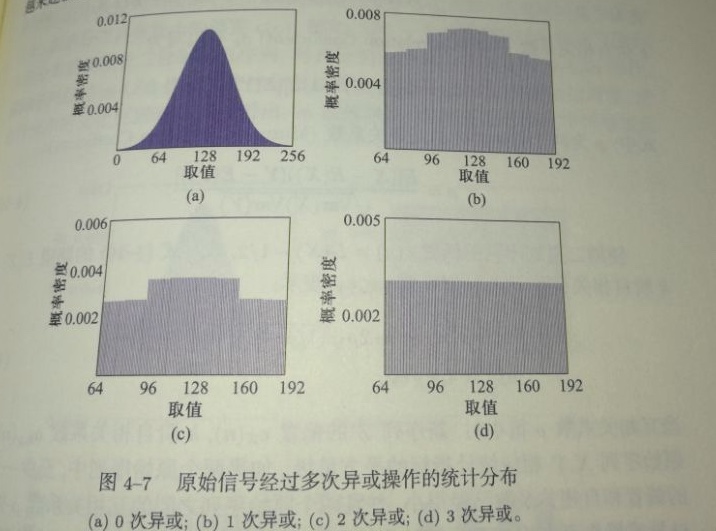 0.012
0.008
0.004
概率密度
0 64 128 192 256
取值
(a)
0.008
0.004
概率密度
64 96 128 160 192
取值
(b)
0.006
0.004
0.002
概率密度
64 96 128 160 192
取值
(c)
0.005
0.002
概率密度
64 96 128 160 192
取值
(d)
图 4-7 原始信号经过多次异或操作的统计分布
(a) 0 次异或; (b) 1 次异或; (c) 2 次异或; (d) 3 次异或。